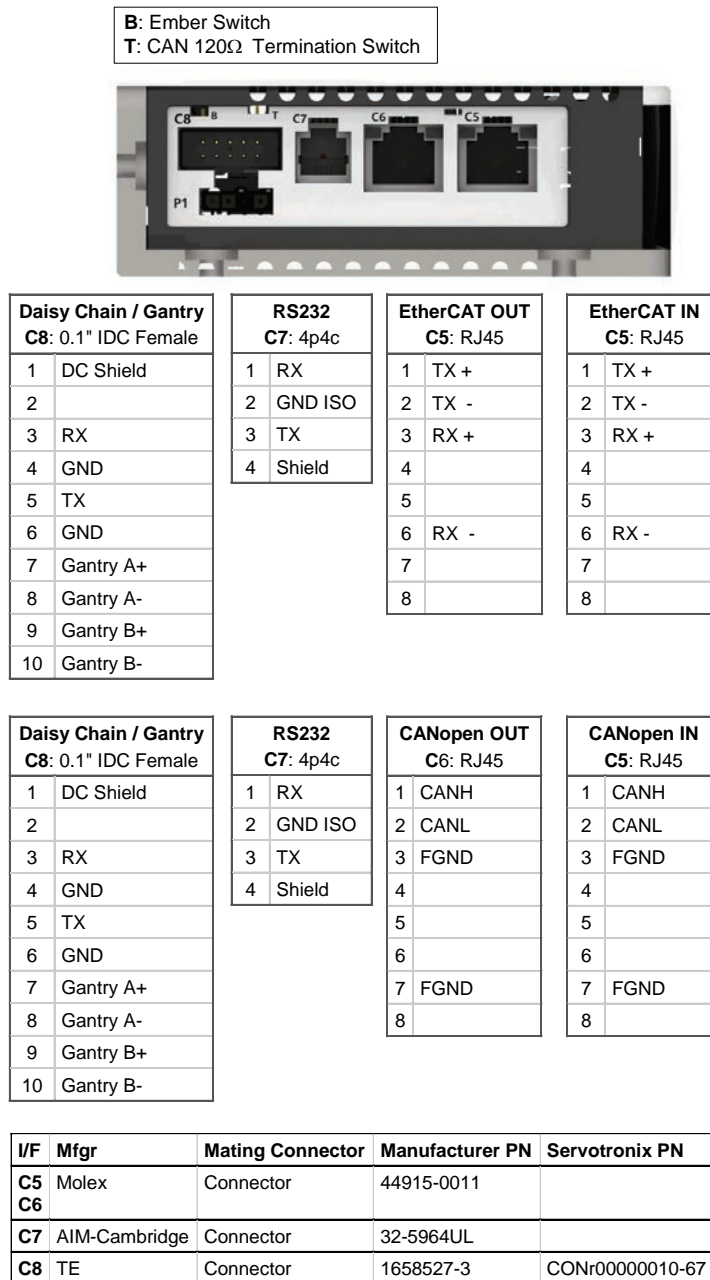 B: Ember Switch
T: CAN 120Ω Termination Switch
C8 B T C7 C6 C5
P1
Daisy Chain / Gantry
C8: 0.1" IDC Female
1 DC Shield
2
3 RX
4 GND
5 TX
6 GND
7 Gantry A+
8 Gantry A-
9 Gantry B+
10 Gantry B-
RS232
C7: 4p4c
1 RX
2 GND ISO
3 TX
4 Shield
EtherCAT OUT
C5: RJ45
1 TX +
2 TX -
3 RX +
4
5
6 RX -
7
8
EtherCAT IN
C5: RJ45
1 TX +
2 TX -
3 RX +
4
5
6 RX -
7
8
Daisy Chain / Gantry
C8: 0.1" IDC Female
1 DC Shield
2
3 RX
4 GND
5 TX
6 GND
7 Gantry A+
8 Gantry A-
9 Gantry B+
10 Gantry B-
RS232
C7: 4p4c
1 RX
2 GND ISO
3 TX
4 Shield
CANopen OUT
C6: RJ45
1 CANH
2 CANL
3 FGND
4
5
6
7 FGND
8
CANopen IN
C5: RJ45
1 CANH
2 CANL
3 FGND
4
5
6
7 FGND
8
I/F Mfgr Mating Connector Manufacturer PN Servotronix PN
C5 Molex Connector 44915-0011
C6
C7 AIM-Cambridge Connector 32-5964UL
C8 TE Connector 1658527-3 CONr00000010-67